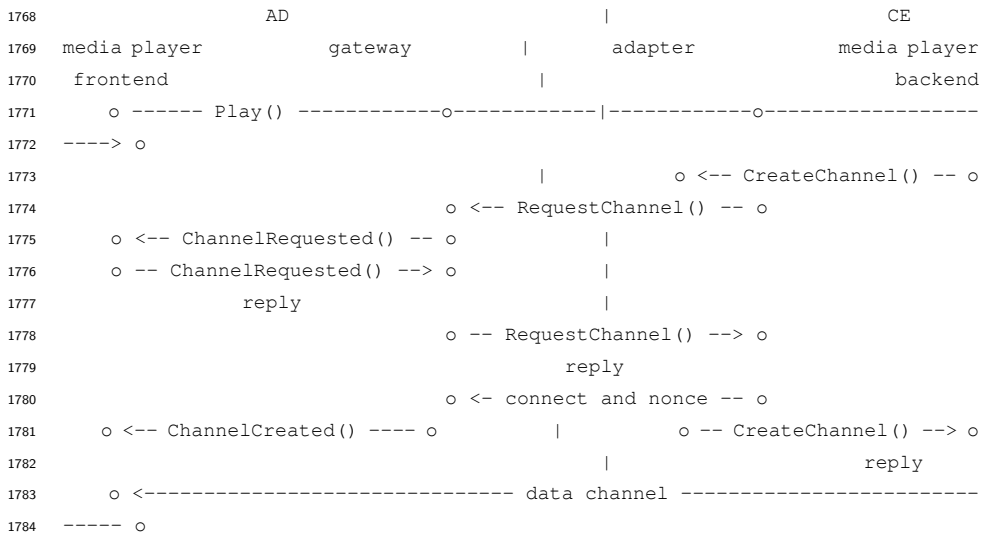 1768 AD | CE
1769 media player gateway | adapter media player
1770 frontend | backend
1771 o ------ Play() ------------o------------|------------o-------------------
1772 ----> o
1773 | o <-- CreateChannel() -- o
1774 o <-- RequestChannel() -- o
1775 o <-- ChannelRequested() -- o |
1776 o -- ChannelRequested() --> o |
1777 reply |
1778 o -- RequestChannel() --> o
1779 reply
1780 o <- connect and nonce -- o
1781 o <-- ChannelCreated() ---- o | o -- CreateChannel() --> o
1782 | reply
1783 o <------------------------------- data channel -------------------------
1784 ----- o